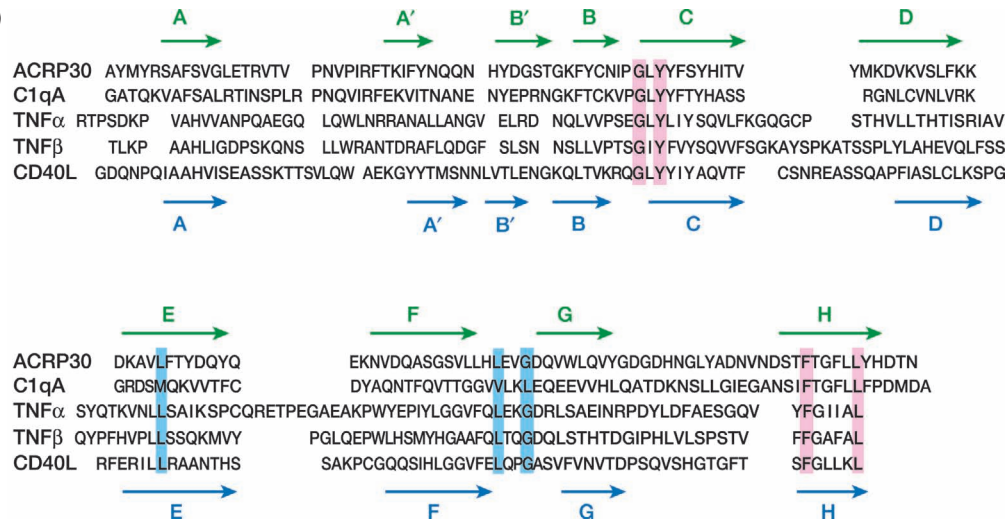 )
A A′ B′ B C D
ACRP30 AYMYRSAFSVGLETRVTV PNVPIRFTKIFYNQQN HYDGSTGKFYCNIPGLYYFSYHITV YMKDVKVSLFKK
C1qA GATQKVAFSALRTINSPLR PNQVIRFEKVITNANE NYEPRNGKFTCKVPGLYYFTYHASS RGNLCVNLVRK
TNFα RTPSDKP VAHVVANPQAEGQ LQWLNRRANALLANGV ELRD NQLVVPSEGLYLIYSQVLFKGQGCP STHVLLTHTISRIAV
TNFβ TLKP AAHLIGDPSKQNS LLWRANTDRAFLQDGF SLSN NSLLVPTSGIYFVYSQVVFSGKAYSPKATSSPLYLAHEVQLFSS
CD40L GDQNPQIAAHVISEASSKTTSVLQW AEKGYYTMSNNLVTLENGKQLTVKRQGLYYIYAQVTF CSNREASSQAPFIASLCLKSPG
A A′ B′ B C D
E F G H
ACRP30 DKAVLFTYDQYQ EKNVDQASGSVLLHLEVGDQVWLQVYGDGDHNGLYADNVNDSTFTGFLLYHDTN
C1qA GRDSMQKVVTFC DYAQNTFQVTTGGVVLKLEQEEVVHLQATDKNSLLGIEGANSIFTGFLLFPDMDA
TNFα SYQTKVNLLSAIKSPCQRETPEGAEAKPWYEPIYLGGVFQLEKGDRLSAEINRPDYLDFAESGQV YFGIIAL
TNFβ QYPFHVPLLSSQKMVY PGLQEPWLHSMYHGAAFQLTQGDQLSTHTDGIPHLVLSPSTV FFGAFAL
CD40L RFERILLRAANTHS SAKPCGQQSIHLGGVFELQPGASVFVNVTDPSQVSHGTGFT SFGLLKL
E F G H